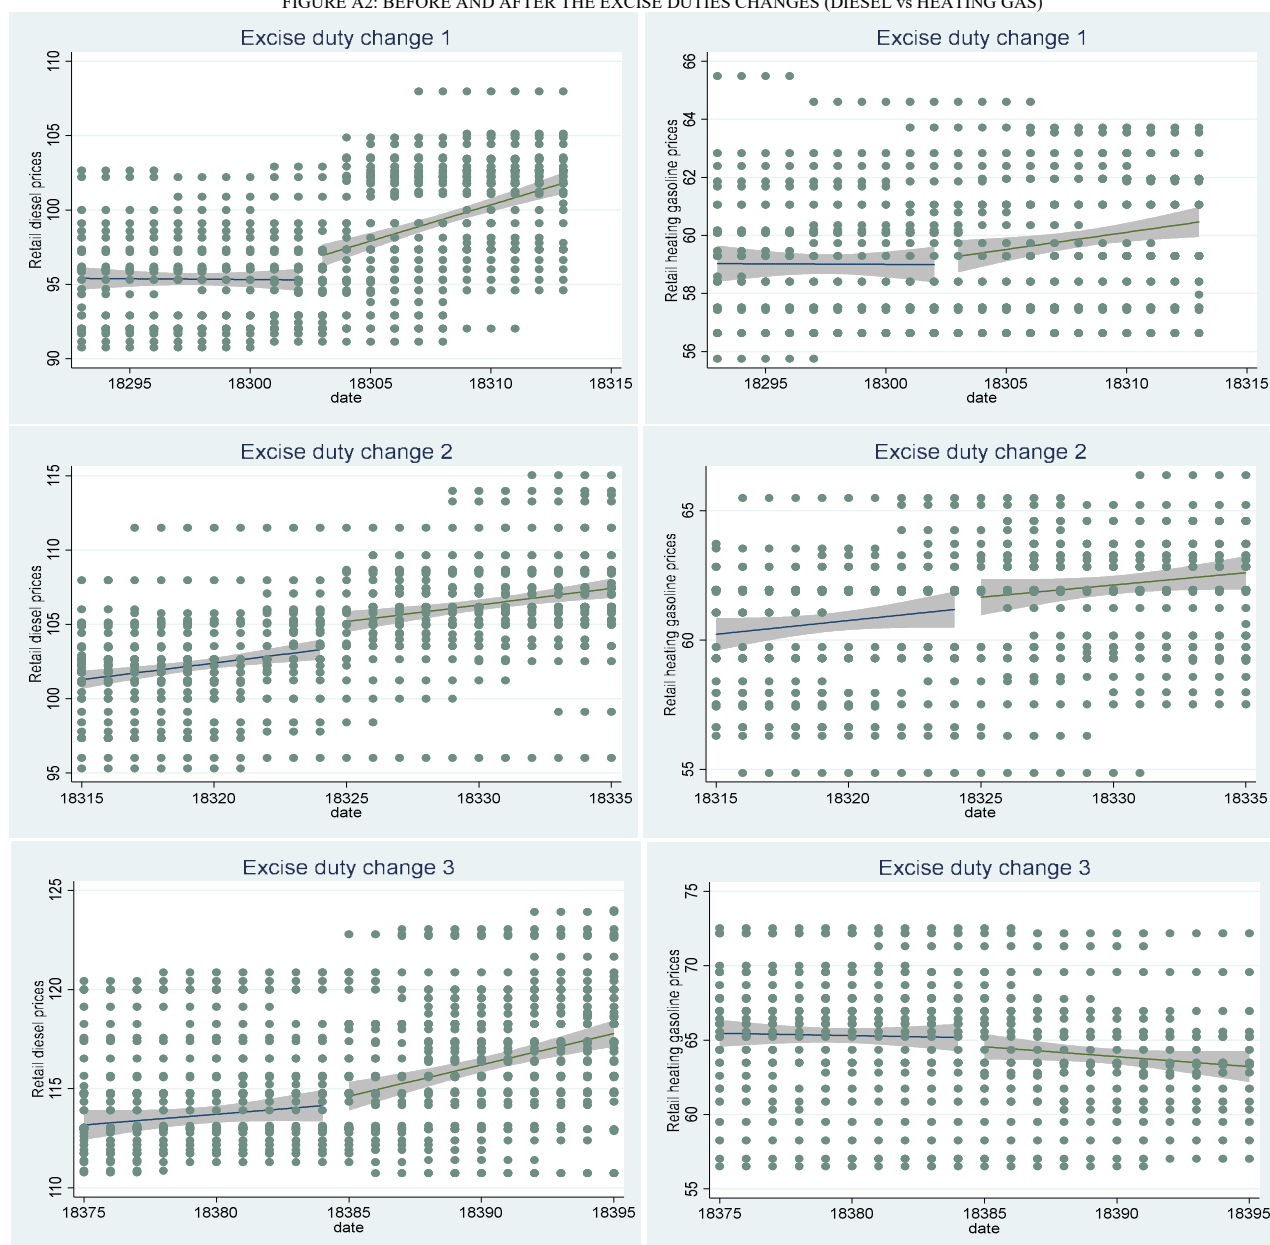 FIGURE A2: BEFORE AND AFTER THE EXCISE DUTIES CHANGES (DIESEL vs HEATING GAS)
Excise duty change 1
Retail diesel prices
110
105
100
95
90
18295 18300 18305 18310 18315
date
Excise duty change 1
Retail heating gasoline prices
66
64
62
60
58
56
18295 18300 18305 18310 18315
date
Excise duty change 2
Retail diesel prices
115
110
105
100
95
18315 18320 18325 18330 18335
date
Excise duty change 2
Retail heating gasoline prices
65
60
55
18315 18320 18325 18330 18335
date
Excise duty change 3
Retail diesel prices
125
120
115
110
18375 18380 18385 18390 18395
date
Excise duty change 3
Retail heating gasoline prices
75
70
65
60
55
18375 18380 18385 18390 18395
date